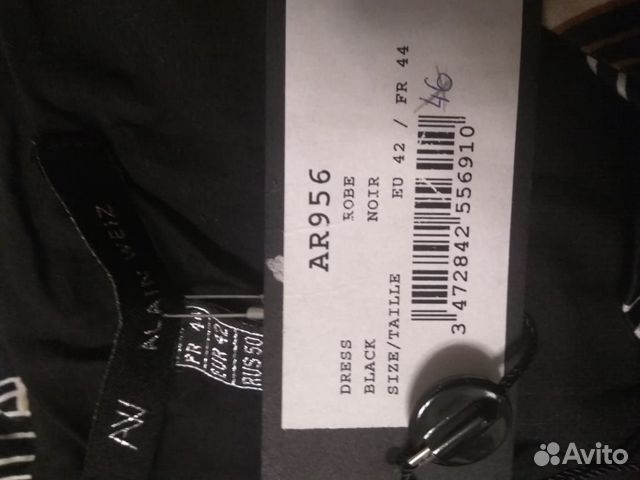 AR956
DRESS ROBE
BLACK NOIR
SIZE/TAILLE EU 42 / FR 44
46
3 472842 556910
AW
ALAIN WEIZ
FR 44
EUR 42
RUS 50
Avito